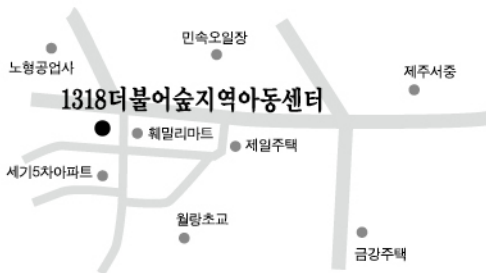 민속오일장
노형공업사
제주서중
1318더불어숲지역아동센터
훼밀리마트
제일주택
세기5차아파트
월랑초교
금강주택